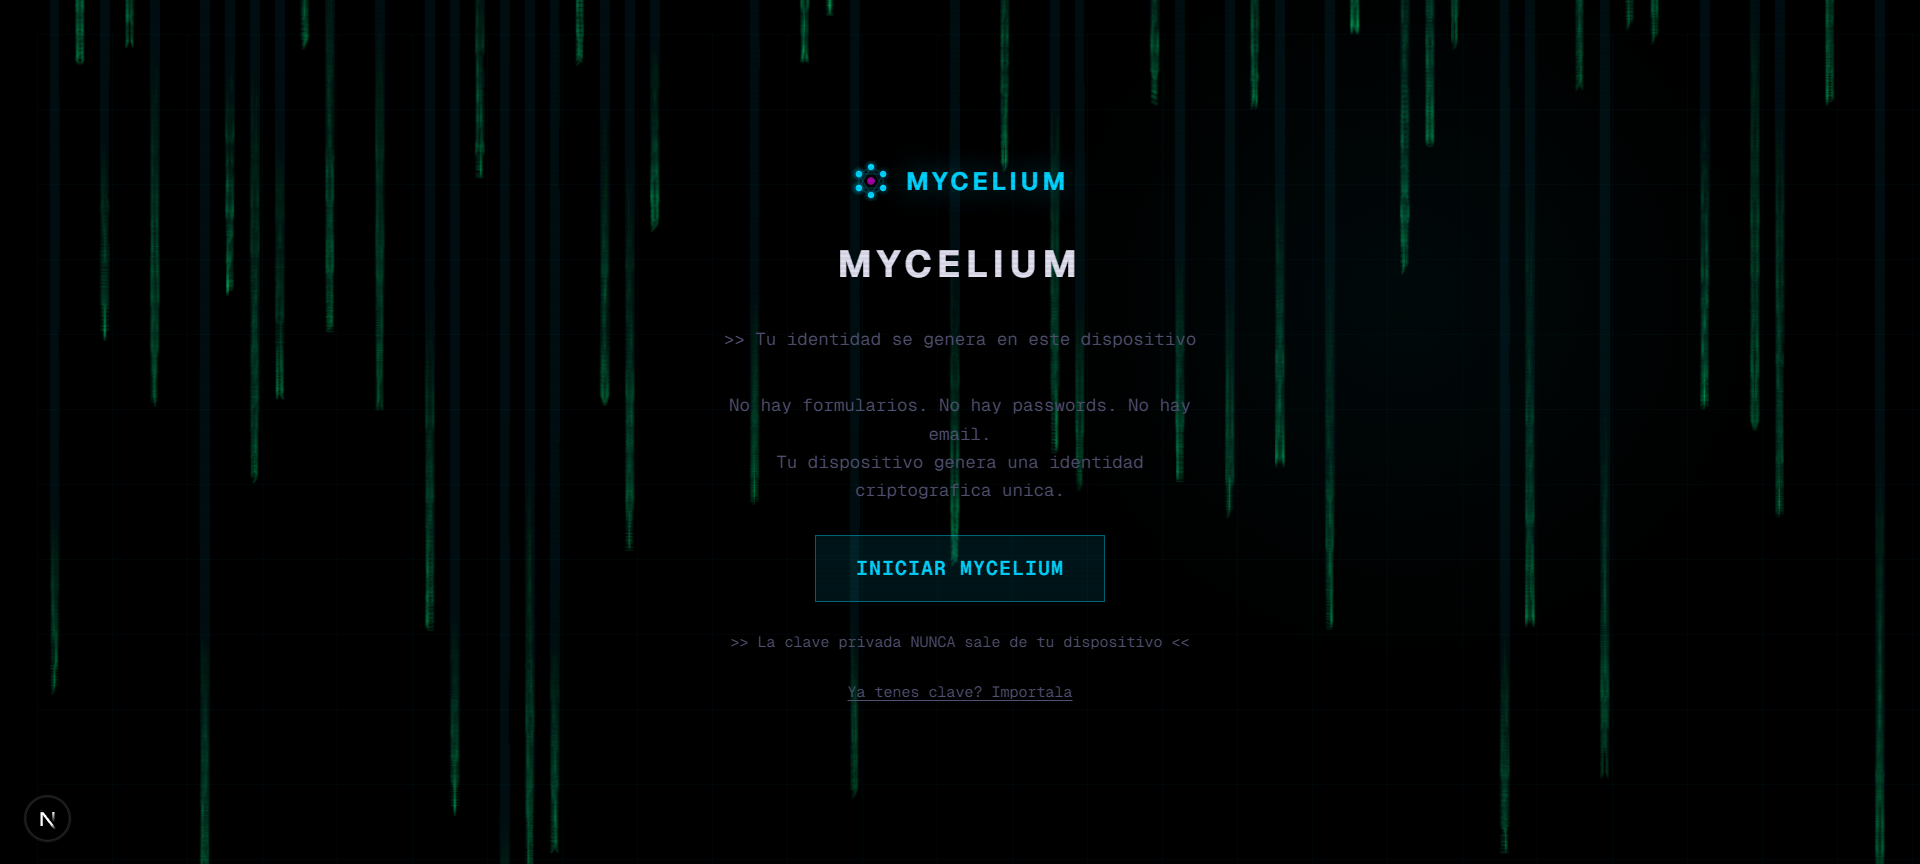 MYCELIUM
MYCELIUM
>> Tu identidad se genera en este dispositivo
No hay formularios. No hay passwords. No hay
email.
Tu dispositivo genera una identidad
criptografica unica.
INICIAR MYCELIUM
>> La clave privada NUNCA sale de tu dispositivo <<
Ya tenes clave? Importala
N